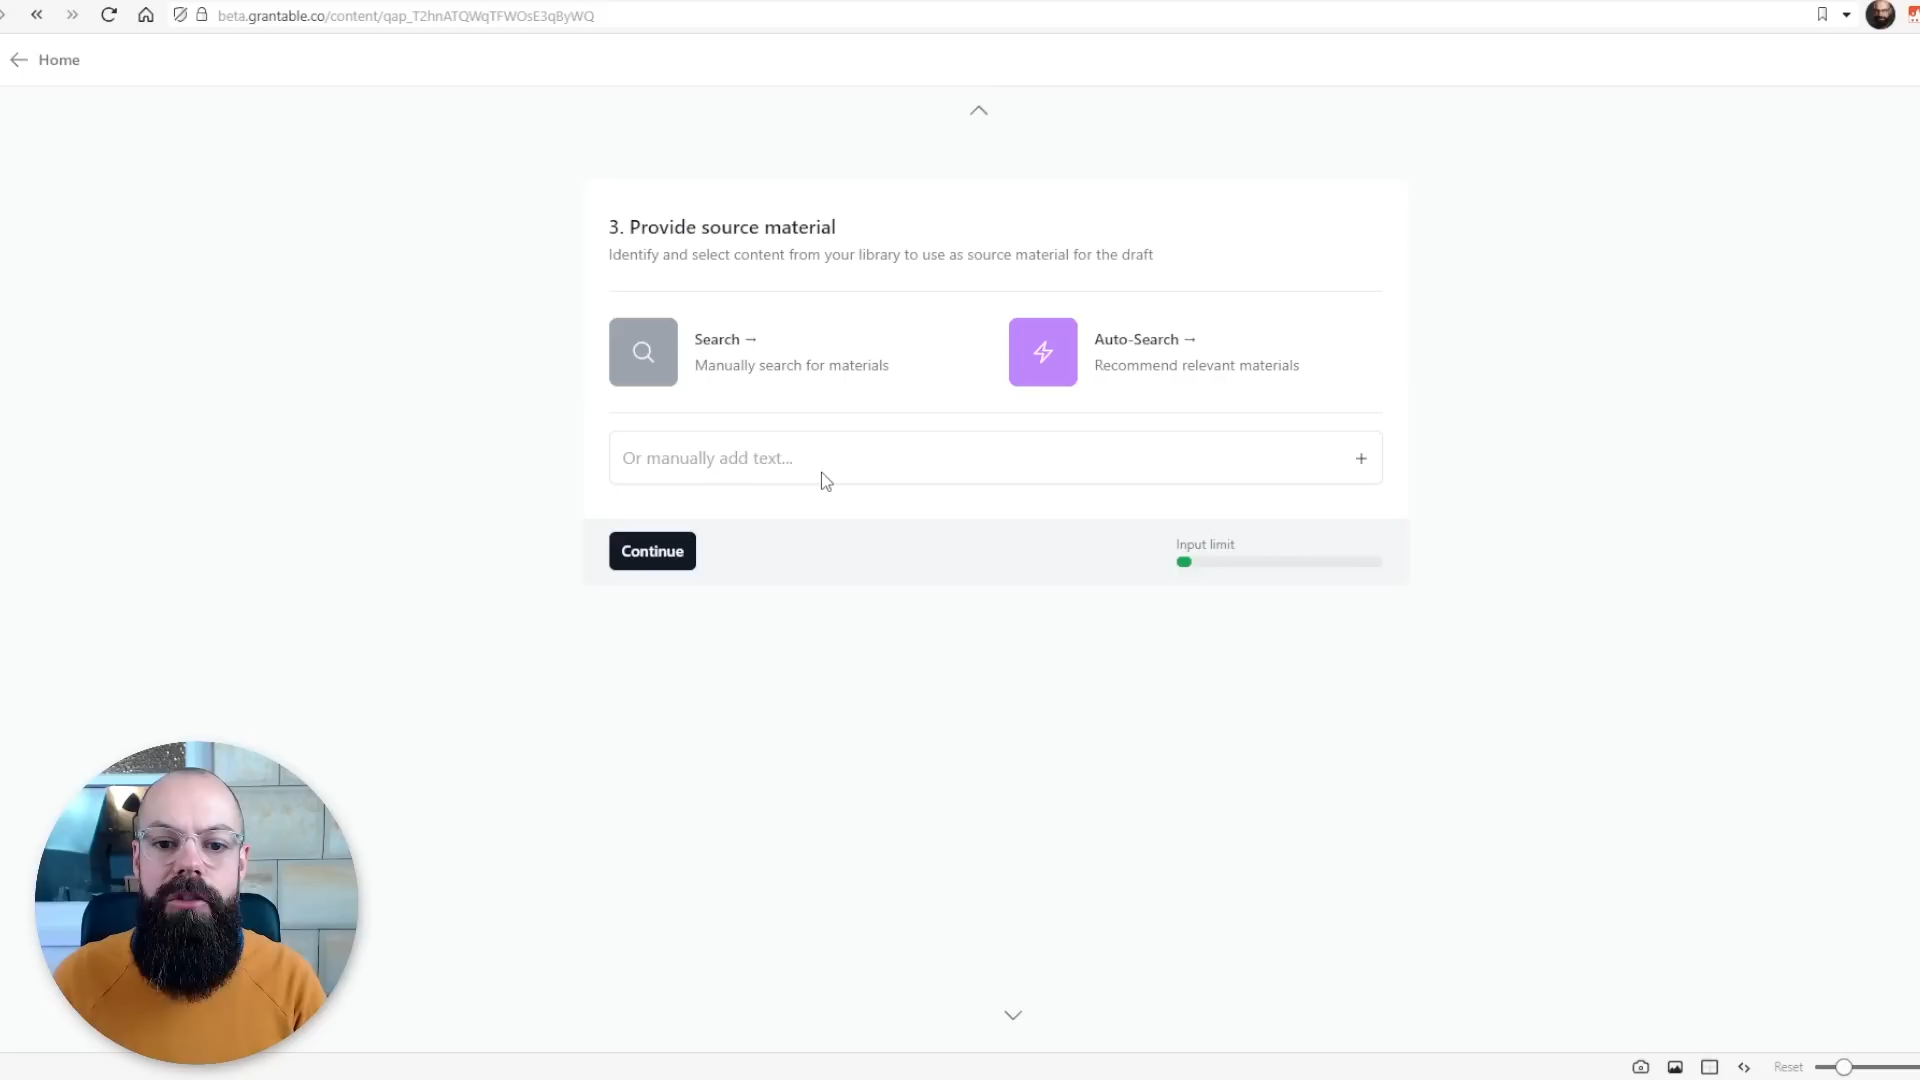 beta.grantable.co/content/qap_T2hnATQWqTFWOsE3qByWQ
Home
3. Provide source material
Identify and select content from your library to use as source material for the draft
Search →
Manually search for materials
Auto-Search →
Recommend relevant materials
Or manually add text...
Continue
Input limit
Reset